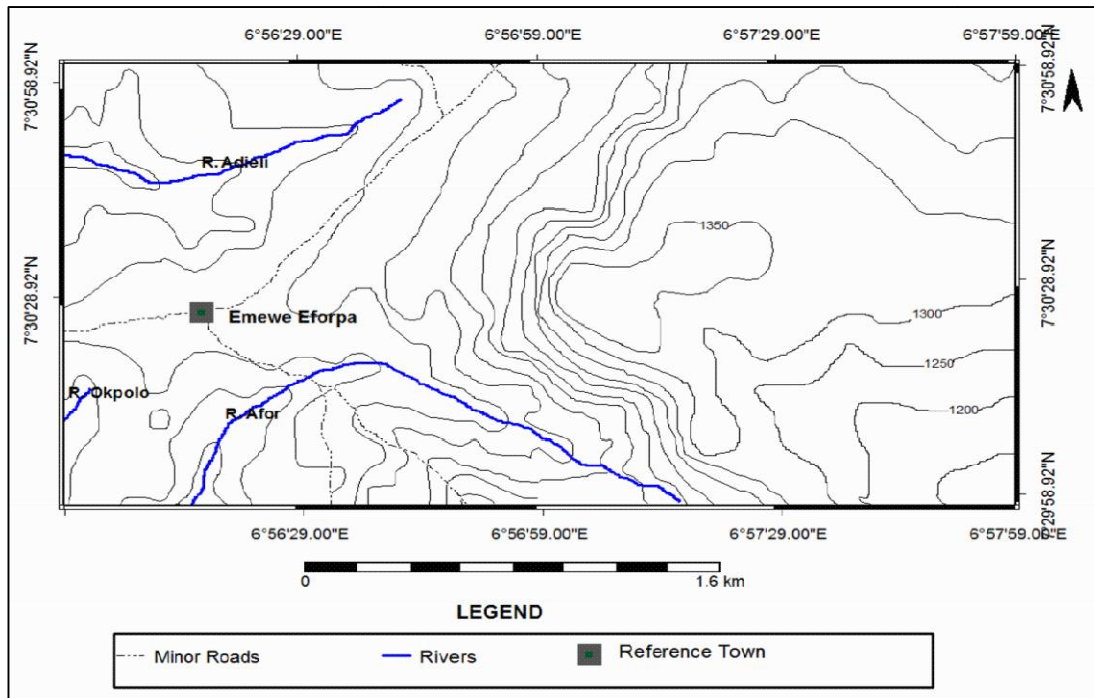 6°56'29.00"E 6°56'59.00"E 6°57'29.00"E 6°57'59.00"E
7°30'58.92"N 7°30'58.92"N
R. Adieli
1350
7°30'28.92"N 7°30'28.92"N
Emewe Eforpa
1300
1250
R. Okpolo
R. Afor
1200
7°29'58.92"N
6°56'29.00"E 6°56'59.00"E 6°57'29.00"E 6°57'59.00"E
0 1.6 km
LEGEND
Minor Roads Rivers Reference Town